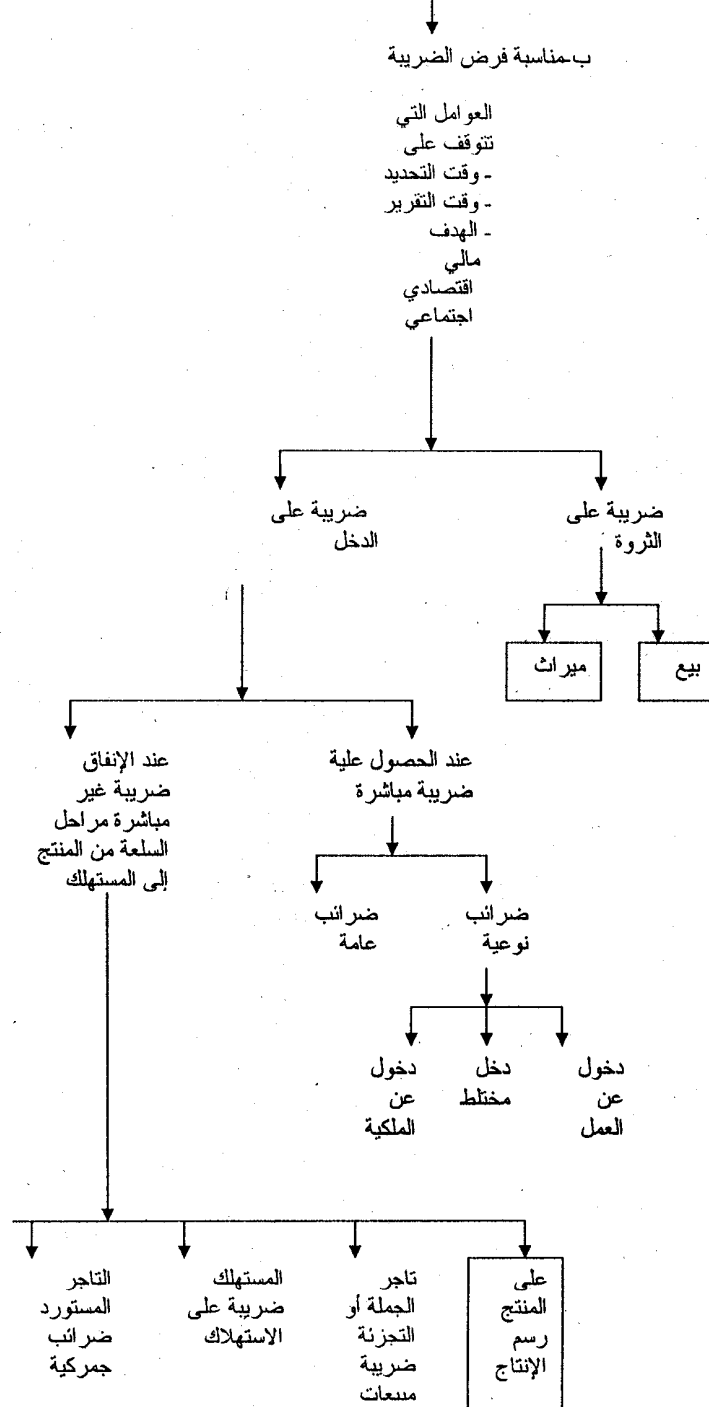 ب-مناسبة فرض الضريبة
العوامل التي
تتوقف على
- وقت التحديد
- وقت التقرير
- الهدف
مالي
اقتصادي
اجتماعي
ضريبة على
الثروة
ضريبة على
الدخل
بيع
ميراث
عند الحصول علية
ضريبة مباشرة
عند الإنفاق
ضريبة غير
مباشرة مراحل
السلعة من المنتج
إلى المستهلك
ضرائب
نوعية
ضرائب
عامة
دخول
عن
العمل
دخل
مختلط
دخول
عن
الملكية
على
المنتج
رسم
الإنتاج
تاجر
الجملة أو
التجزئة
ضريبة
مبيعات
المستهلك
ضريبة على
الاستهلاك
التاجر
المستورد
ضرائب
جمركية